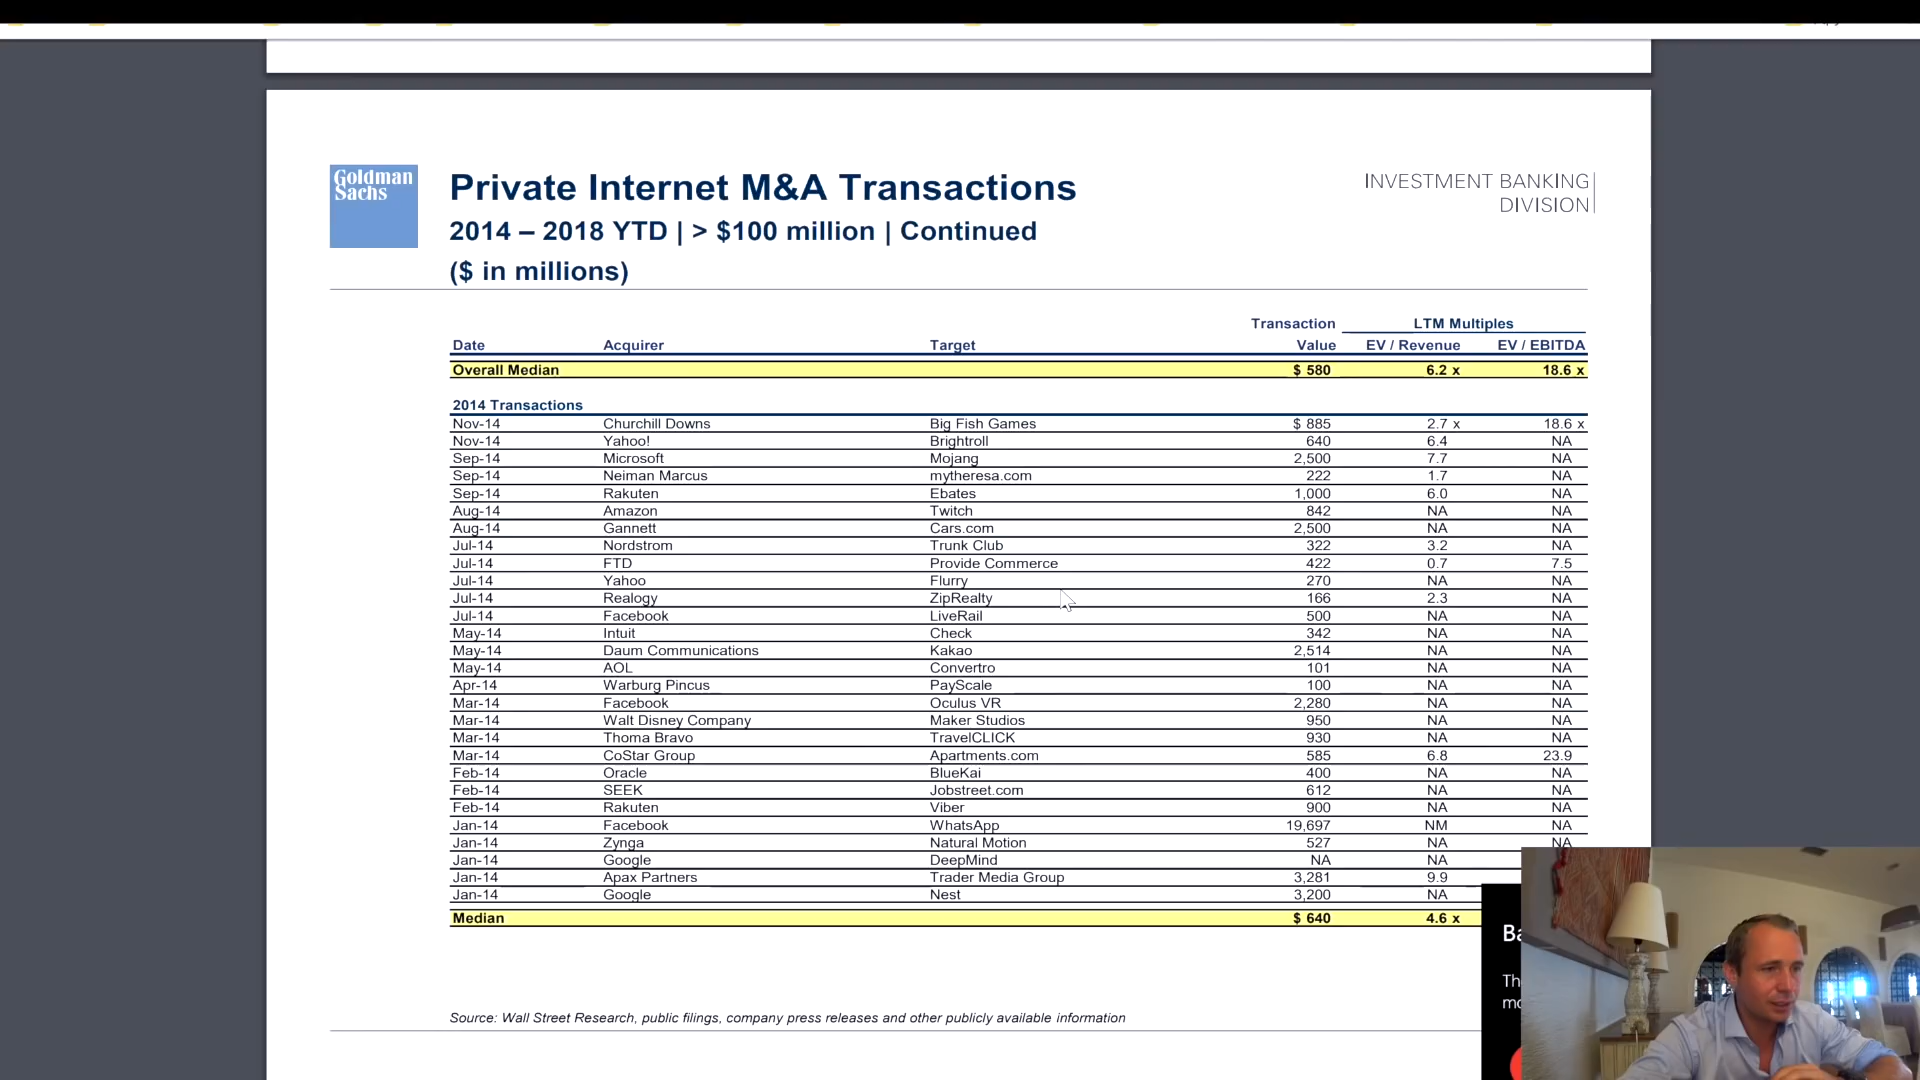 Goldman
Sachs
Private Internet M&A Transactions
2014 – 2018 YTD | > $100 million | Continued
($ in millions)
INVESTMENT BANKING
DIVISION
Transaction LTM Multiples
Date Acquirer Target Value EV / Revenue EV / EBITDA
Overall Median $ 580 6.2 x 18.6 x
2014 Transactions
Nov-14 Churchill Downs Big Fish Games $ 885 2.7 x 18.6 x
Nov-14 Yahoo! Brightroll 640 6.4 NA
Sep-14 Microsoft Mojang 2,500 7.7 NA
Sep-14 Neiman Marcus mytheresa.com 222 1.7 NA
Sep-14 Rakuten Ebates 1,000 6.0 NA
Aug-14 Amazon Twitch 842 NA NA
Aug-14 Gannett Cars.com 2,500 NA NA
Jul-14 Nordstrom Trunk Club 322 3.2 NA
Jul-14 FTD Provide Commerce 422 0.7 7.5
Jul-14 Yahoo Flurry 270 NA NA
Jul-14 Realogy ZipRealty 166 2.3 NA
Jul-14 Facebook LiveRail 500 NA NA
May-14 Intuit Check 342 NA NA
May-14 Daum Communications Kakao 2,514 NA NA
May-14 AOL Convertro 101 NA NA
Apr-14 Warburg Pincus PayScale 100 NA NA
Mar-14 Facebook Oculus VR 2,280 NA NA
Mar-14 Walt Disney Company Maker Studios 950 NA NA
Mar-14 Thoma Bravo TravelCLICK 930 NA NA
Mar-14 CoStar Group Apartments.com 585 6.8 23.9
Feb-14 Oracle BlueKai 400 NA NA
Feb-14 SEEK Jobstreet.com 612 NA NA
Feb-14 Rakuten Viber 900 NA NA
Jan-14 Facebook WhatsApp 19,697 NM NA
Jan-14 Zynga Natural Motion 527 NA NA
Jan-14 Google DeepMind NA NA
Jan-14 Apax Partners Trader Media Group 3,281 9.9
Jan-14 Google Nest 3,200 NA
Median $ 640 4.6 x
Source: Wall Street Research, public filings, company press releases and other publicly available information